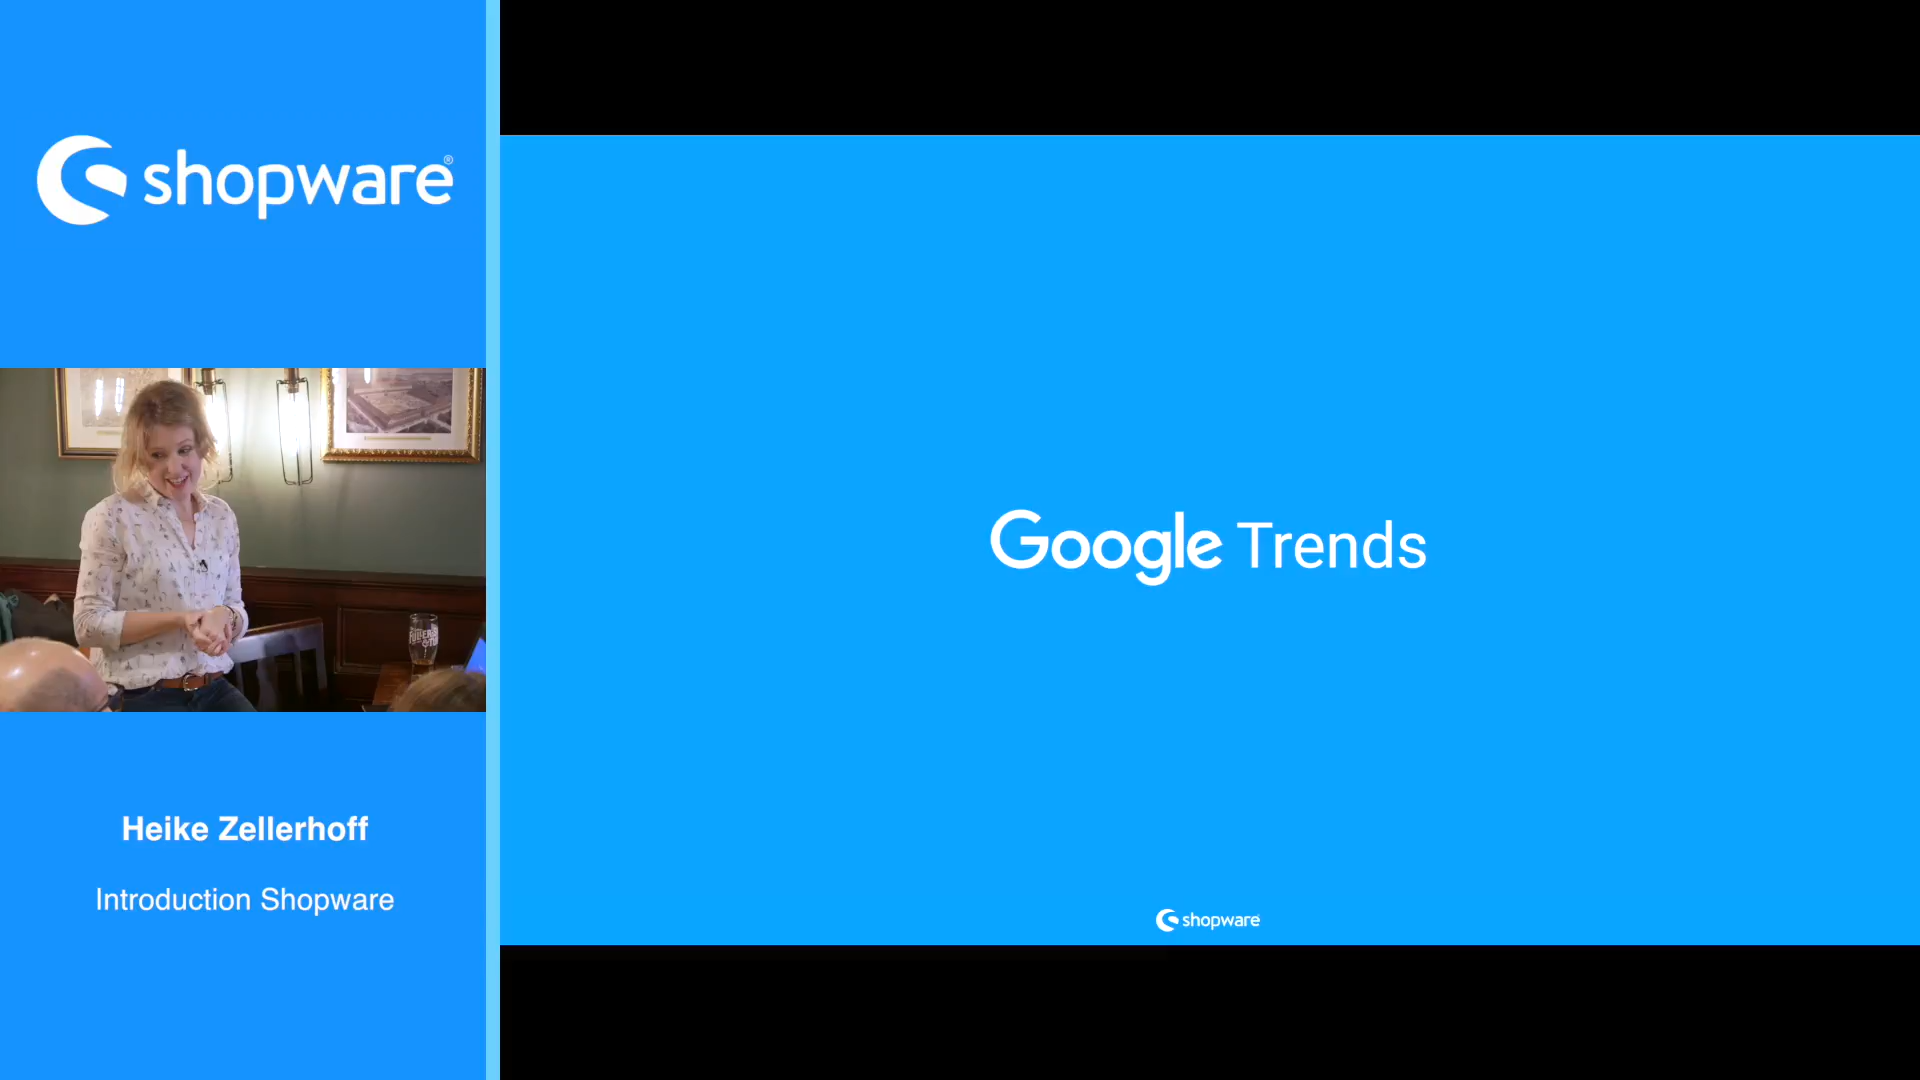 shopware®
Heike Zellerhoff
Introduction Shopware
Google Trends
shopware